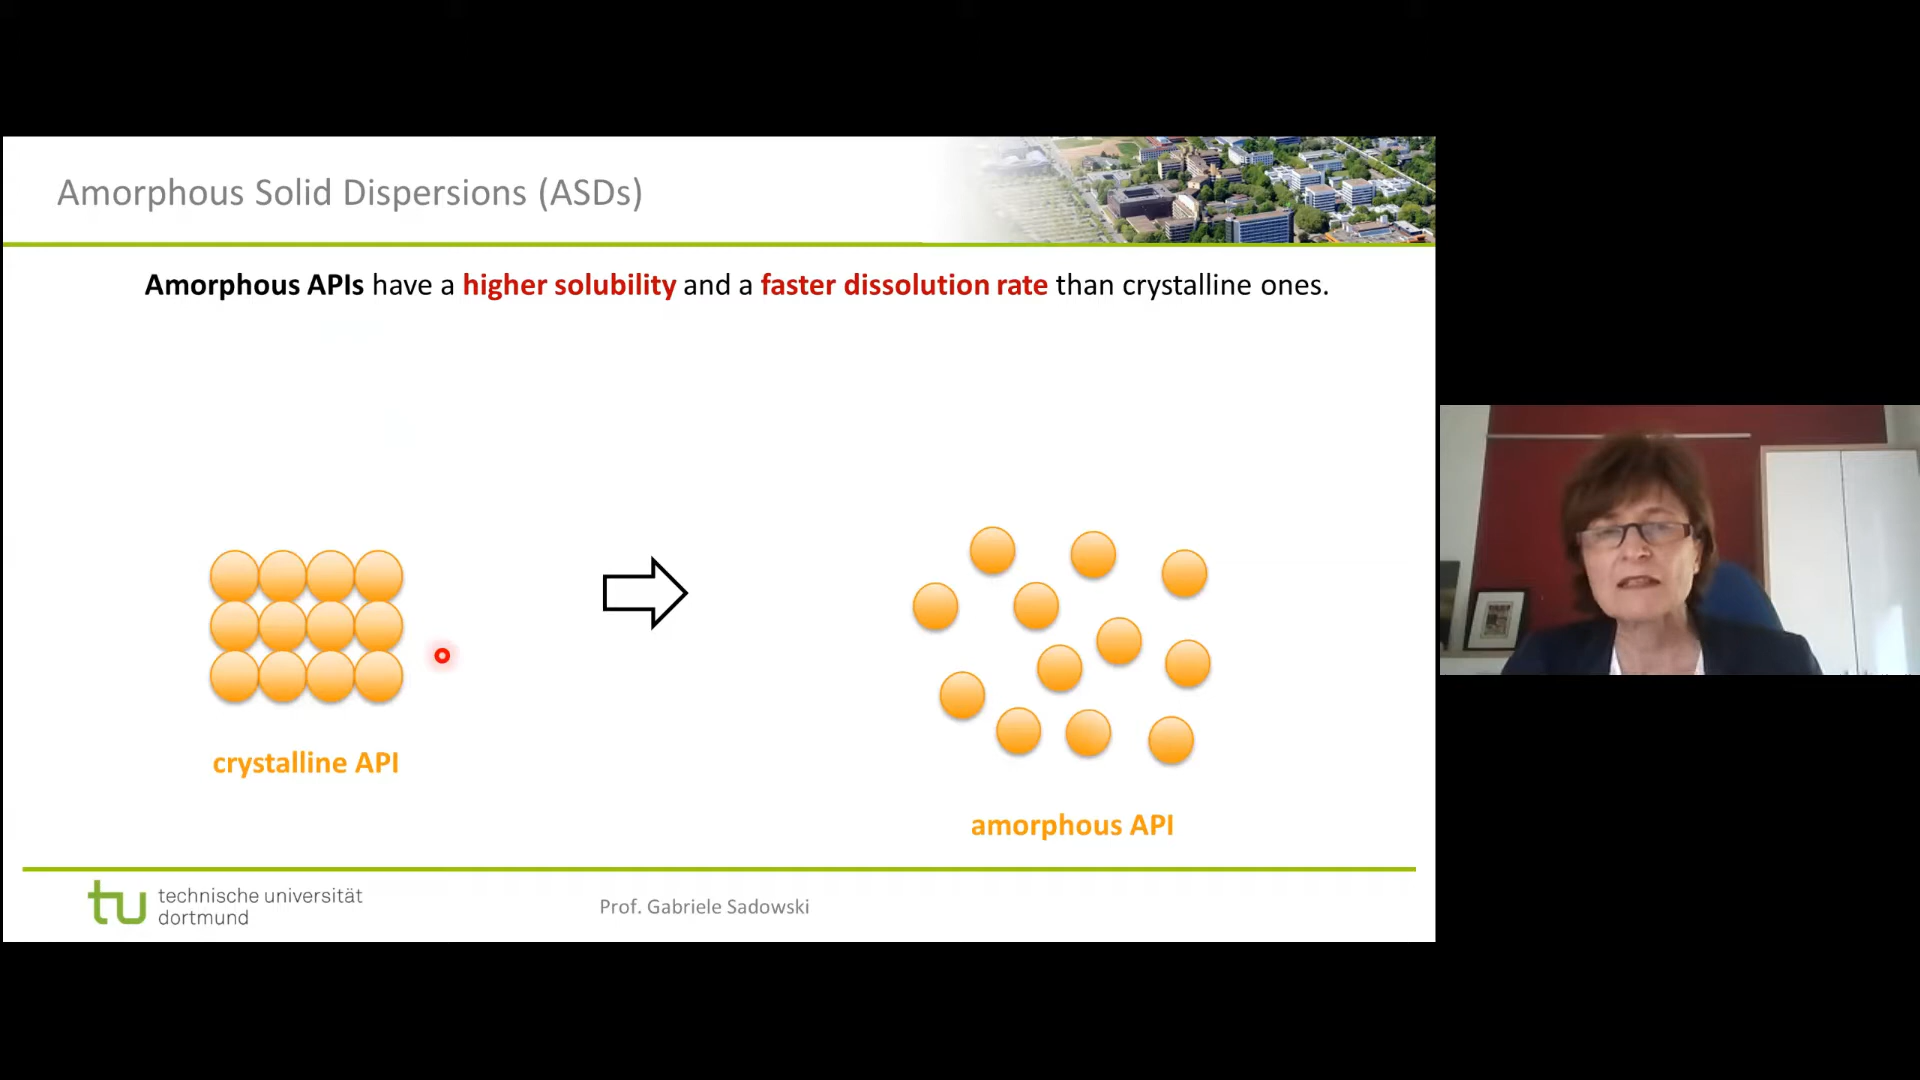 Amorphous Solid Dispersions (ASDs)
Amorphous APIs have a higher solubility and a faster dissolution rate than crystalline ones.
crystalline API
amorphous API
tu technische universität
dortmund
Prof. Gabriele Sadowski